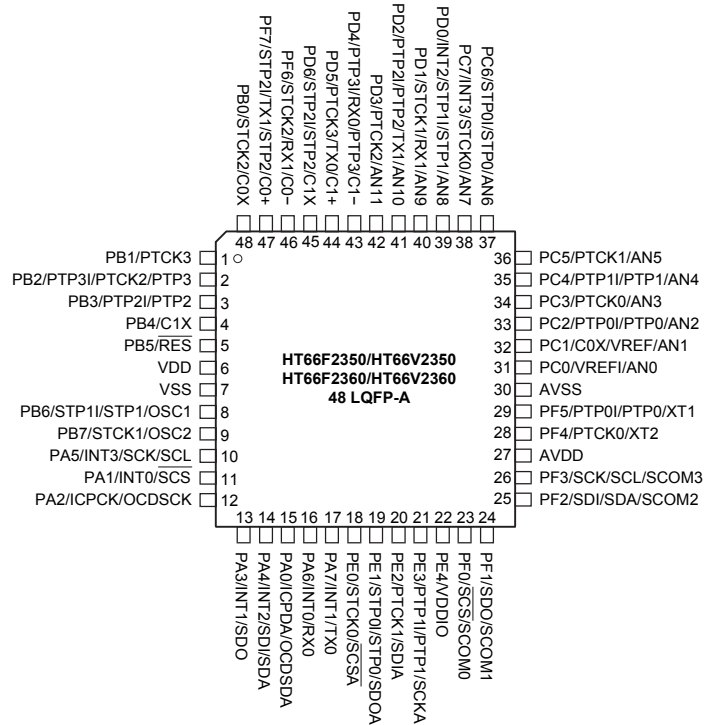 PB0/STCK2/C0X
PF7/STP2I/TX1/STP2/C0+
PF6/STCK2/RX1/C0−
PD6/STP2I/STP2/C1X
PD5/PTCK3/TX0/C1+
PD4/PTP3I/RX0/PTP3/C1−
PD3/PTCK2/AN11
PD2/PTP2I/PTP2/TX1/AN10
PD1/STCK1/RX1/AN9
PD0/INT2/STP1I/STP1/AN8
PC7/INT3/STCK0/AN7
PC6/STP0I/STP0/AN6
48 47 46 45 44 43 42 41 40 39 38 37
PB1/PTCK3 1
PB2/PTP3I/PTCK2/PTP3 2
PB3/PTP2I/PTP2 3
PB4/C1X 4
PB5/RES 5
VDD 6
VSS 7
PB6/STP1I/STP1/OSC1 8
PB7/STCK1/OSC2 9
PA5/INT3/SCK/SCL 10
PA1/INT0/SCS 11
PA2/ICPCK/OCDSCK 12
HT66F2350/HT66V2350
HT66F2360/HT66V2360
48 LQFP-A
36 PC5/PTCK1/AN5
35 PC4/PTP1I/PTP1/AN4
34 PC3/PTCK0/AN3
33 PC2/PTP0I/PTP0/AN2
32 PC1/C0X/VREF/AN1
31 PC0/VREFI/AN0
30 AVSS
29 PF5/PTP0I/PTP0/XT1
28 PF4/PTCK0/XT2
27 AVDD
26 PF3/SCK/SCL/SCOM3
25 PF2/SDI/SDA/SCOM2
13 14 15 16 17 18 19 20 21 22 23 24
PA3/INT1/SDO
PA4/INT2/SDI/SDA
PA0/ICPDA/OCDSDA
PA6/INT0/RX0
PA7/INT1/TX0
PE0/STCK0/SCSA
PE1/STP0I/STP0/SDOA
PE2/PTCK1/SDIA
PE3/PTP1I/PTP1/SCKA
PE4/VDDIO
PF0/SCS/SCOM0
PF1/SDO/SCOM1